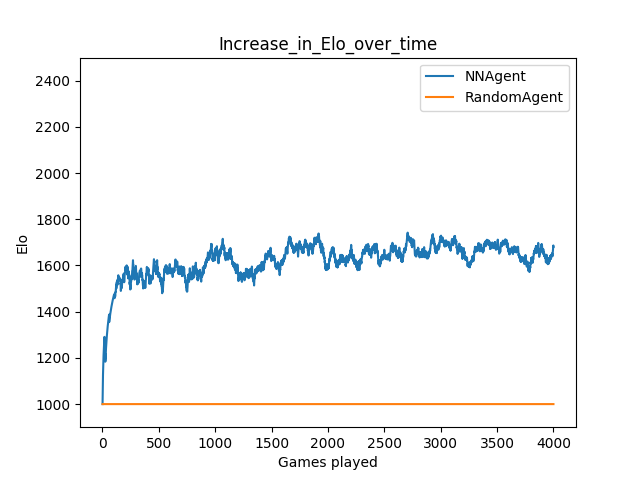 Increase_in_Elo_over_time
NNAgent
RandomAgent
2400
2200
2000
1800
1600
1400
1200
1000
Elo
0 500 1000 1500 2000 2500 3000 3500 4000
Games played